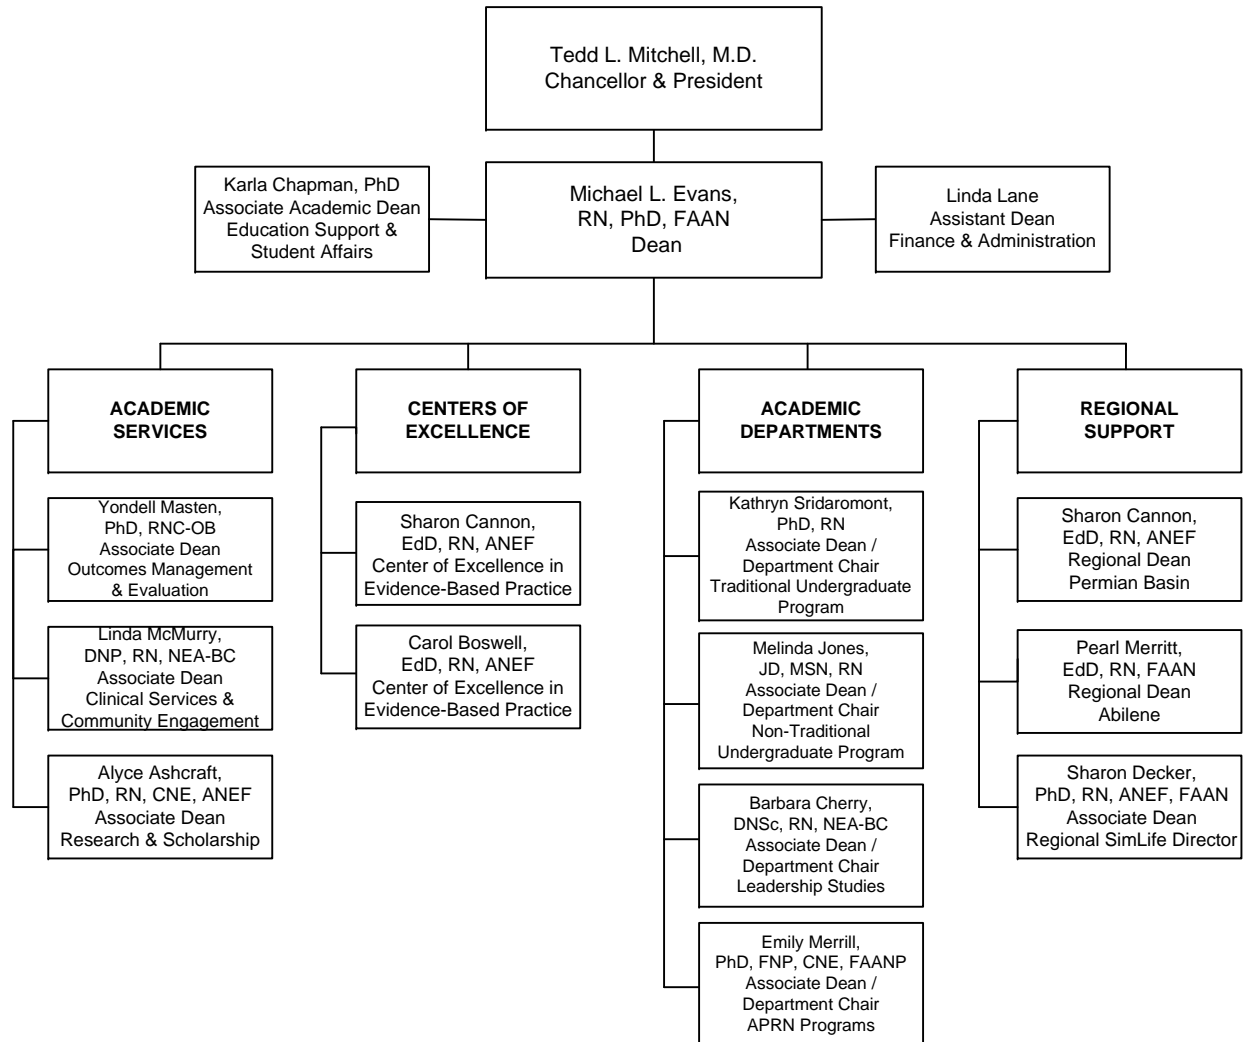 Tedd L. Mitchell, M.D.
Chancellor & President
Karla Chapman, PhD
Associate Academic Dean
Education Support &
Student Affairs
Michael L. Evans,
RN, PhD, FAAN
Dean
Linda Lane
Assistant Dean
Finance & Administration
ACADEMIC
SERVICES
Yondell Masten,
PhD, RNC-OB
Associate Dean
Outcomes Management
& Evaluation
Linda McMurry,
DNP, RN, NEA-BC
Associate Dean
Clinical Services &
Community Engagement
Alyce Ashcraft,
PhD, RN, CNE, ANEF
Associate Dean
Research & Scholarship
CENTERS OF
EXCELLENCE
Sharon Cannon,
EdD, RN, ANEF
Center of Excellence in
Evidence-Based Practice
Carol Boswell,
EdD, RN, ANEF
Center of Excellence in
Evidence-Based Practice
ACADEMIC
DEPARTMENTS
Kathryn Sridaromont,
PhD, RN
Associate Dean /
Department Chair
Traditional Undergraduate
Program
Melinda Jones,
JD, MSN, RN
Associate Dean /
Department Chair
Non-Traditional
Undergraduate Program
Barbara Cherry,
DNSc, RN, NEA-BC
Associate Dean /
Department Chair
Leadership Studies
Emily Merrill,
PhD, FNP, CNE, FAANP
Associate Dean /
Department Chair
APRN Programs
REGIONAL
SUPPORT
Sharon Cannon,
EdD, RN, ANEF
Regional Dean
Permian Basin
Pearl Merritt,
EdD, RN, FAAN
Regional Dean
Abilene
Sharon Decker,
PhD, RN, ANEF, FAAN
Associate Dean
Regional SimLife Director